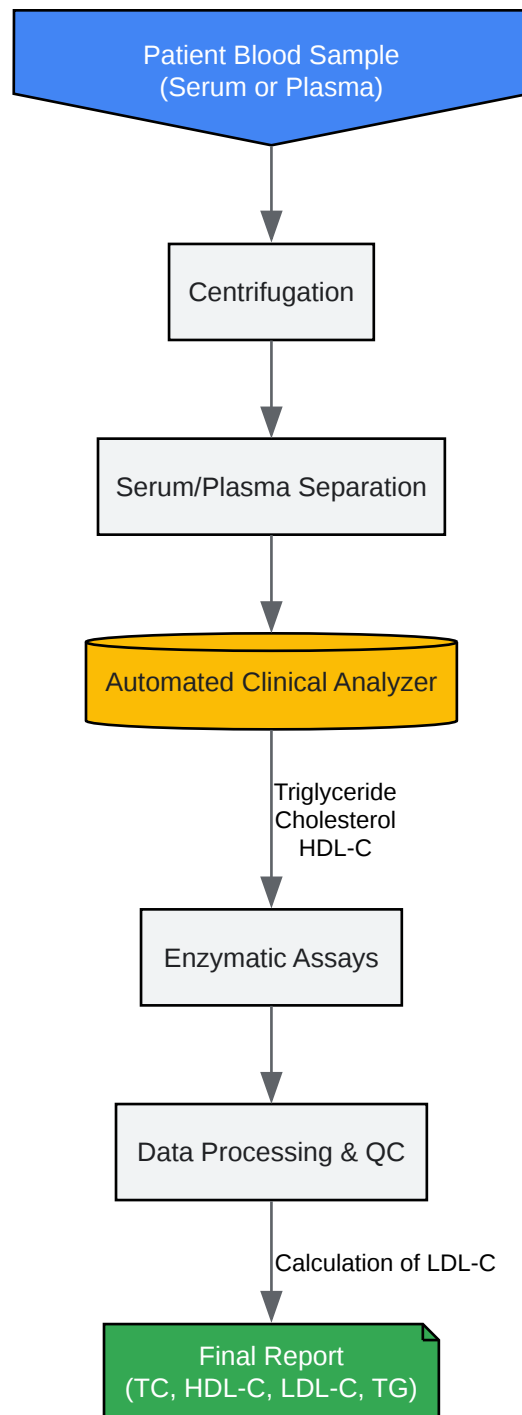 Patient Blood Sample
(Serum or Plasma)
Centrifugation
Serum/Plasma Separation
Automated Clinical Analyzer
Triglyceride
Cholesterol
HDL-C
Enzymatic Assays
Data Processing & QC
Calculation of LDL-C
Final Report
(TC, HDL-C, LDL-C, TG)